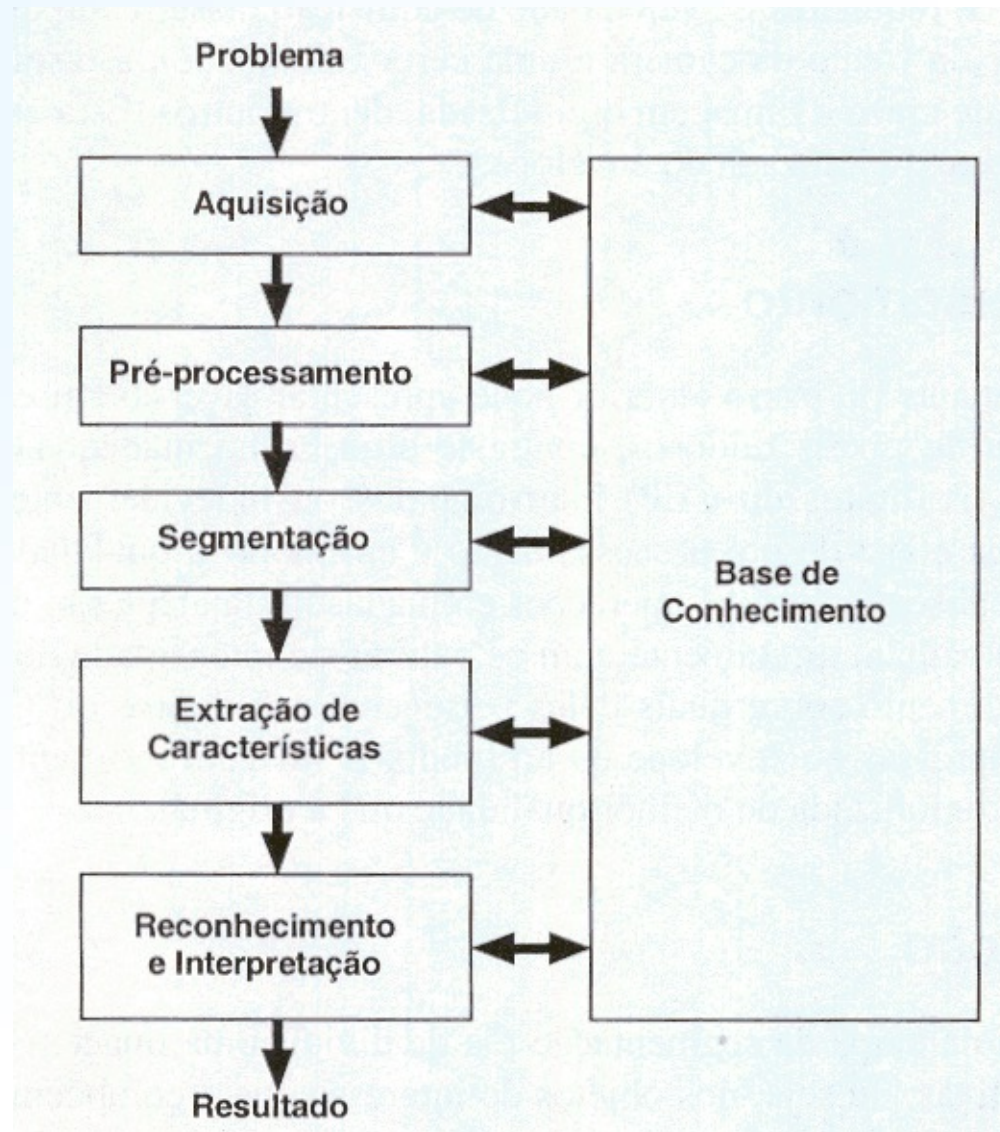 Problema
Aquisição
Pré-processamento
Segmentação
Extração de
Características
Reconhecimento
e Interpretação
Resultado
Base de
Conhecimento